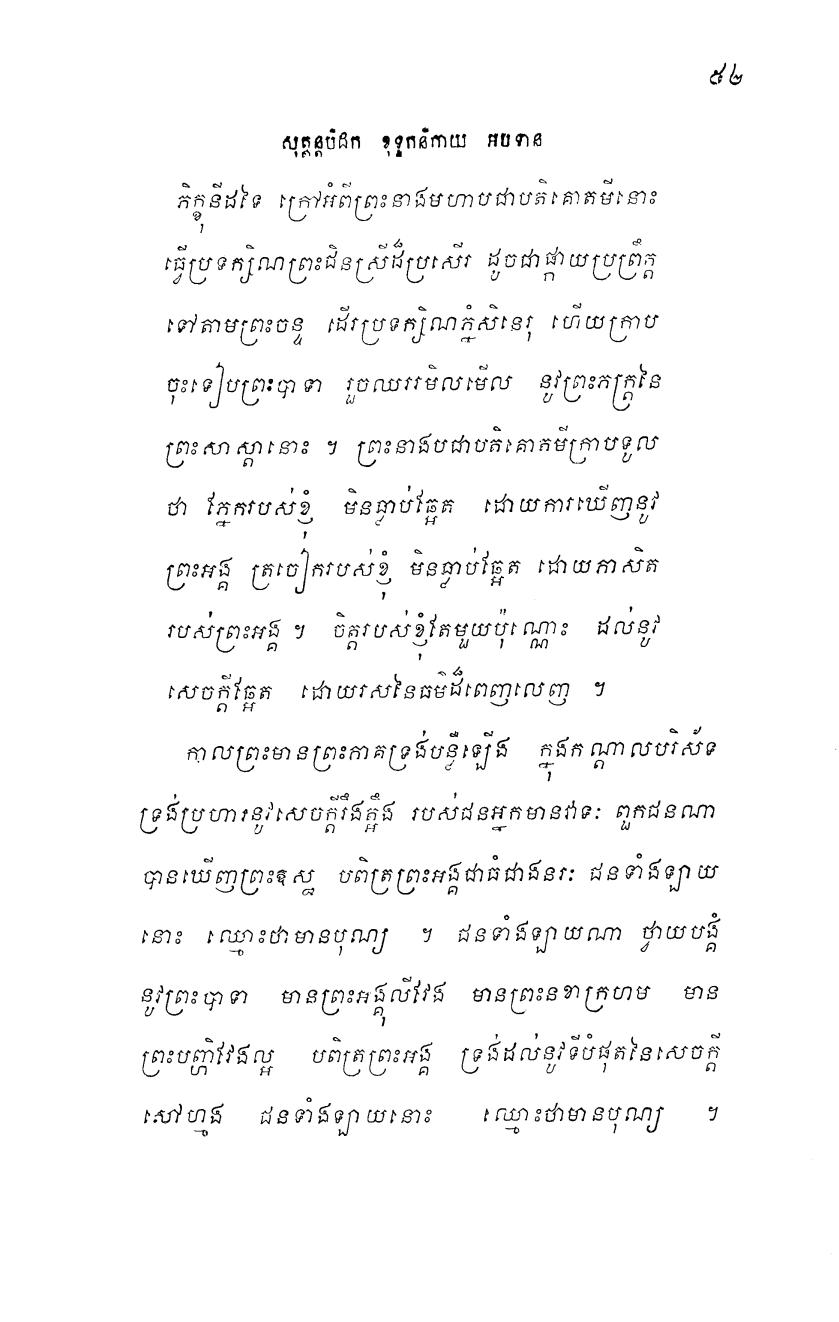 ៥៤
សុត្តន្តបិដក ខុទ្ទកនិកាយ អបទាន
ភិក្ខុនីដទៃ ក្រៅអំពីព្រះនាងមហាបជាបតិគោតមីនោះ
ធ្វើប្រទក្សិណព្រះជិនស្រីដ៏ប្រសើរ ដូចជាផ្កាយប្រព្រឹត្ត
ទៅតាមព្រះចន្ទ ដើរប្រទក្សិណភ្នំសិនេរុ ហើយក្រាប
ចុះទៀបព្រះបាទា រួចឈររមិលមើល នូវព្រះភក្ត្រនៃ
ព្រះសាស្តានោះ ។ ព្រះនាងបជាបតិគោតមីក្រាបទូល
ថា ភ្នែករបស់ខ្ញុំ មិនធ្លាប់ឆ្អែត ដោយការឃើញនូវ
ព្រះអង្គ ត្រចៀករបស់ខ្ញុំ មិនធ្លាប់ឆ្អែត ដោយភាសិត
របស់ព្រះអង្គ ។ ចិត្តរបស់ខ្ញុំតែមួយប៉ុណ្ណោះ ដល់នូវ
សេចក្តីឆ្អែត ដោយរសនៃធម៌ដ៏ពេញលេញ ។
កាលព្រះមានព្រះភាគទ្រង់បន្លឺឡើង ក្នុងកណ្តាលបរិស័ទ
ទ្រង់ប្រហារនូវសេចក្តីរឹងត្អឹង របស់ជនអ្នកមានវាទៈ ពួកជនណា
បានឃើញព្រះឧស្ឋ បពិត្រព្រះអង្គជាធំជាងនរៈ ជនទាំងឡាយ
នោះ ឈ្មោះថាមានបុណ្យ ។ ជនទាំងឡាយណា ថ្វាយបង្គំ
នូវព្រះបាទា មានព្រះអង្គុលីវែង មានព្រះនខាក្រហម មាន
ព្រះបញ្ហិវែងល្អ បពិត្រព្រះអង្គ ទ្រង់ដល់នូវទីបំផុតនៃសេចក្តី
សៅហ្មង ជនទាំងឡាយនោះ ឈ្មោះថាមានបុណ្យ ។